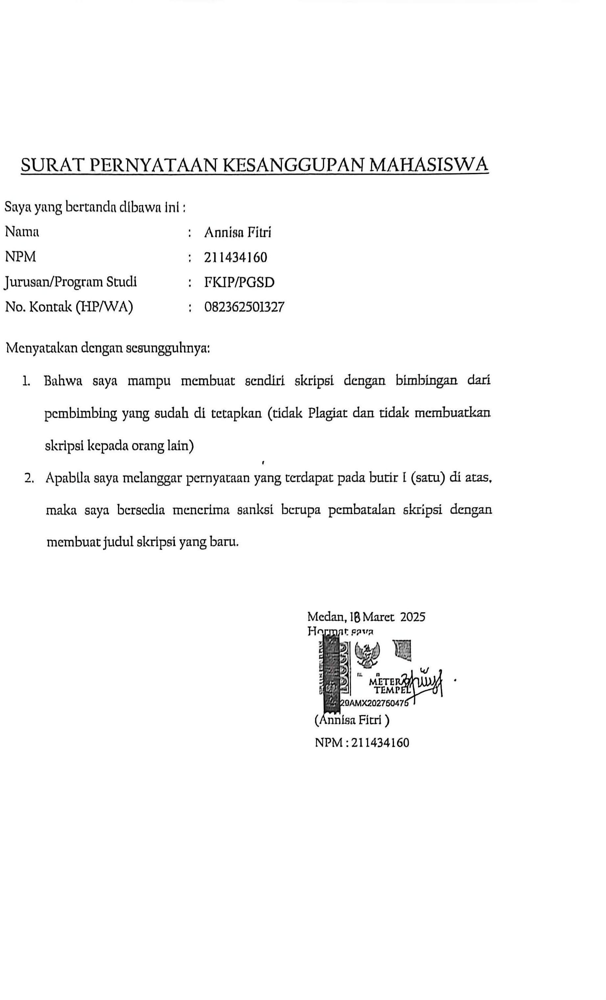 SURAT PERNYATAAN KESANGGUPAN MAHASISWA
Saya yang bertanda dibawa ini :
Nama : Annisa Fitri
NPM : 211434160
Jurusan/Program Studi : FKIP/PGSD
No. Kontak (HP/WA) : 082362501327
Menyatakan dengan sesungguhnya:
1. Bahwa saya mampu membuat sendiri skripsi dengan bimbingan dari
pembimbing yang sudah di tetapkan (tidak Plagiat dan tidak membuatkan
skripsi kepada orang lain)
2. Apabila saya melanggar pernyataan yang terdapat pada butir I (satu) di atas,
maka saya bersedia menerima sanksi berupa pembatalan skripsi dengan
membuat judul skripsi yang baru.
Medan, 18 Maret 2025
Hormat saya
METERAI
TEMPEL
29AMX202760476
(Annisa Fitri )
NPM : 211434160